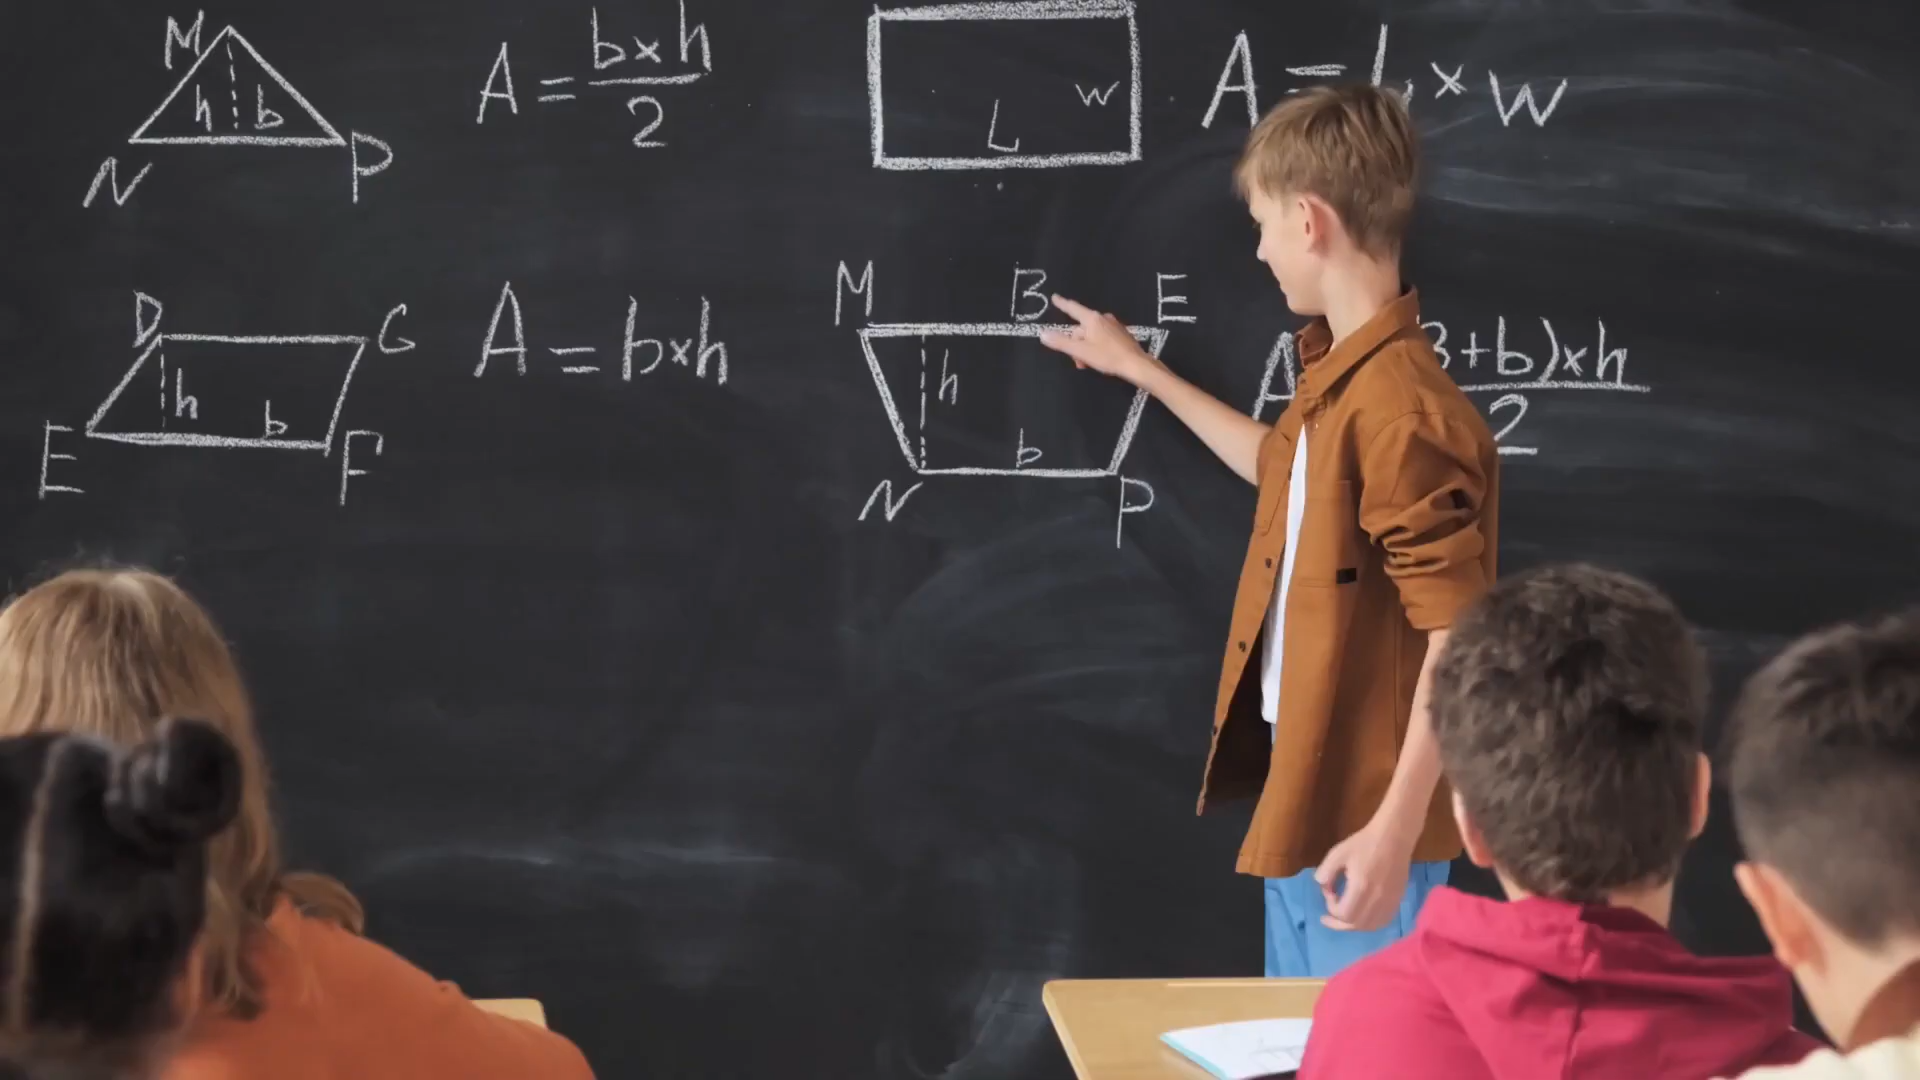 M
h b
N P
A = b×h / 2
W
L
A = L × W
D G
h b
E F
A = b×h
M B E
h
b
N P
A
B+b)×h / 2